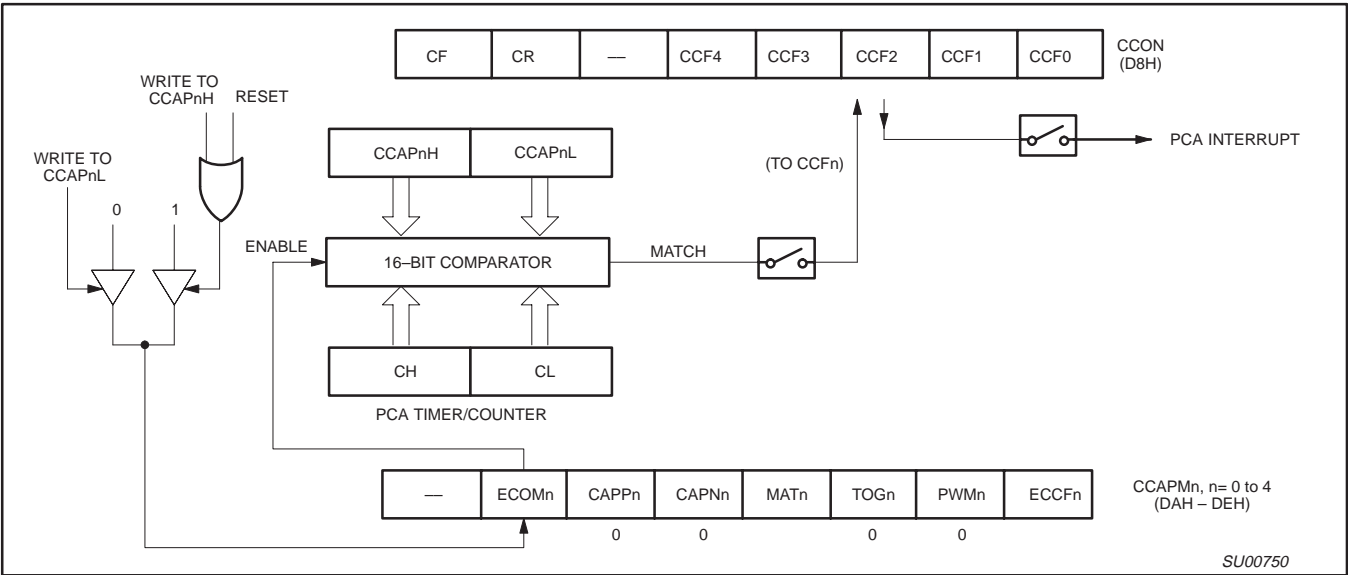 CF CR –– CCF4 CCF3 CCF2 CCF1 CCF0
CCON
(D8H)
WRITE TO
CCAPnH
RESET
WRITE TO
CCAPnL
0
1
CCAPnH CCAPnL
(TO CCFn)
PCA INTERRUPT
ENABLE
16–BIT COMPARATOR
MATCH
CH CL
PCA TIMER/COUNTER
–– ECOMn CAPPn CAPNn MATn TOGn PWMn ECCFn
CCAPMn, n= 0 to 4
(DAH – DEH)
0 0 0 0
SU00750